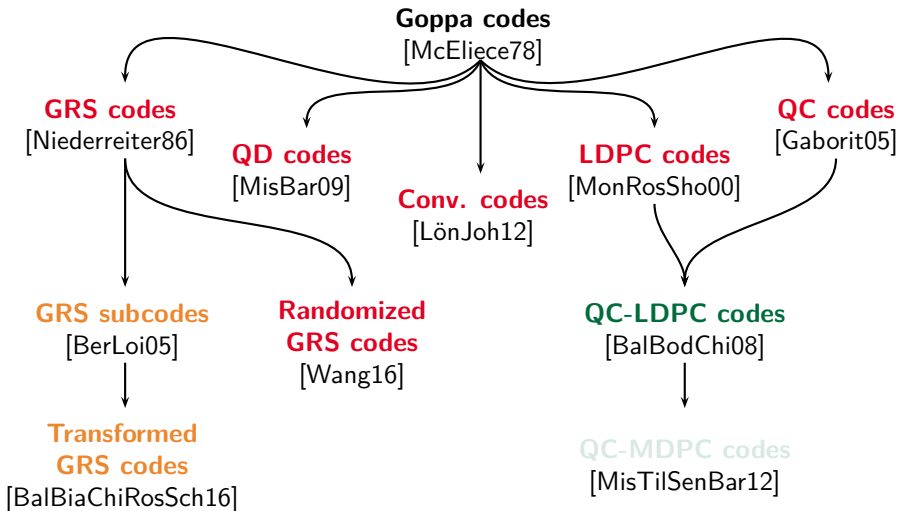 Goppa codes
[McEliece78]
GRS codes
[Niederreiter86]
QD codes
[MisBar09]
Conv. codes
[LönJoh12]
LDPC codes
[MonRosSho00]
QC codes
[Gaborit05]
GRS subcodes
[BerLoi05]
Randomized
GRS codes
[Wang16]
QC-LDPC codes
[BalBodChi08]
Transformed
GRS codes
[BalBiaChiRosSch16]
QC-MDPC codes
[MisTilSenBar12]